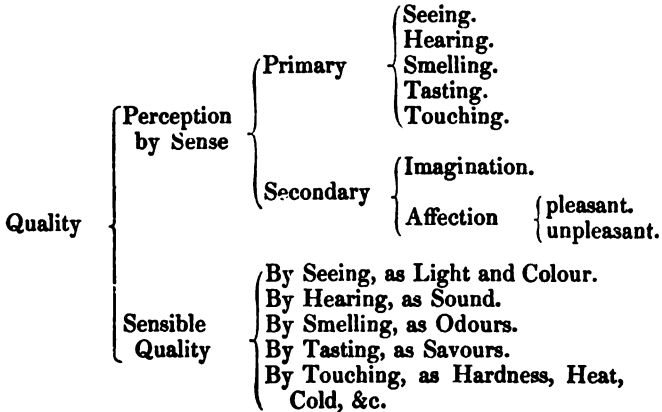 Seeing.
Hearing.
Primary
Smelling.
Tasting.
Perception
by Sense
Touching.
Imagination.
Secondary
Affection
pleasant.
unpleasant.
Quality
By Seeing, as Light and Colour.
By Hearing, as Sound.
Sensible
Quality
By Smelling, as Odours.
By Tasting, as Savours.
By Touching, as Hardness, Heat,
Cold, &c.